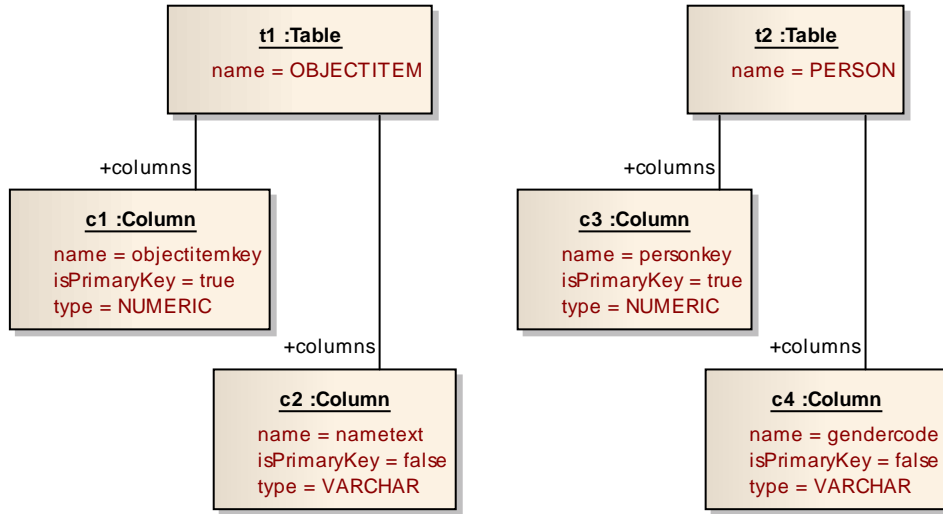 t1 :Table
name = OBJECTITEM
t2 :Table
name = PERSON
+columns
+columns
c1 :Column
name = objectitemkey
isPrimaryKey = true
type = NUMERIC
c3 :Column
name = personkey
isPrimaryKey = true
type = NUMERIC
+columns
+columns
c2 :Column
name = nametext
isPrimaryKey = false
type = VARCHAR
c4 :Column
name = gendercode
isPrimaryKey = false
type = VARCHAR